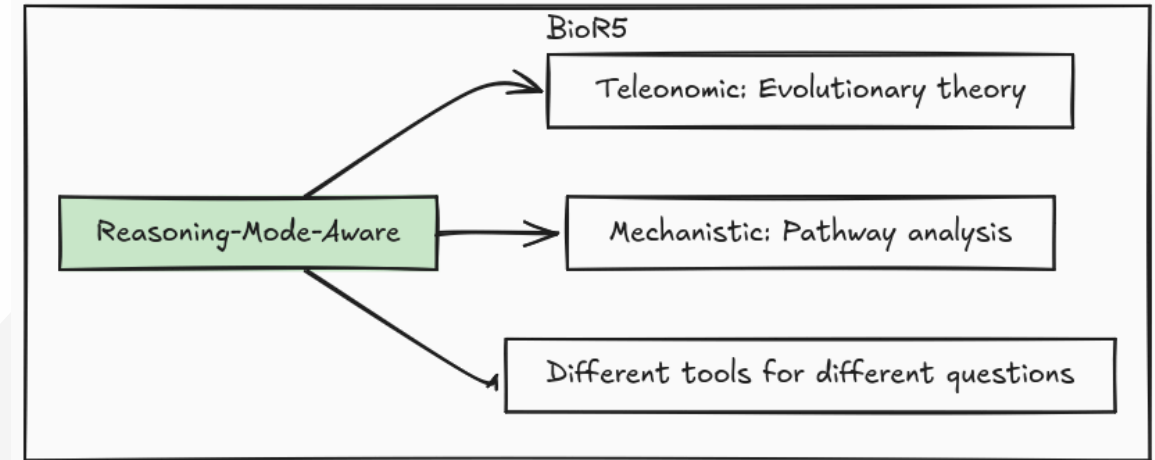 BioR5
Teleonomic: Evolutionary theory
Reasoning-Mode-Aware
Mechanistic: Pathway analysis
Different tools for different questions